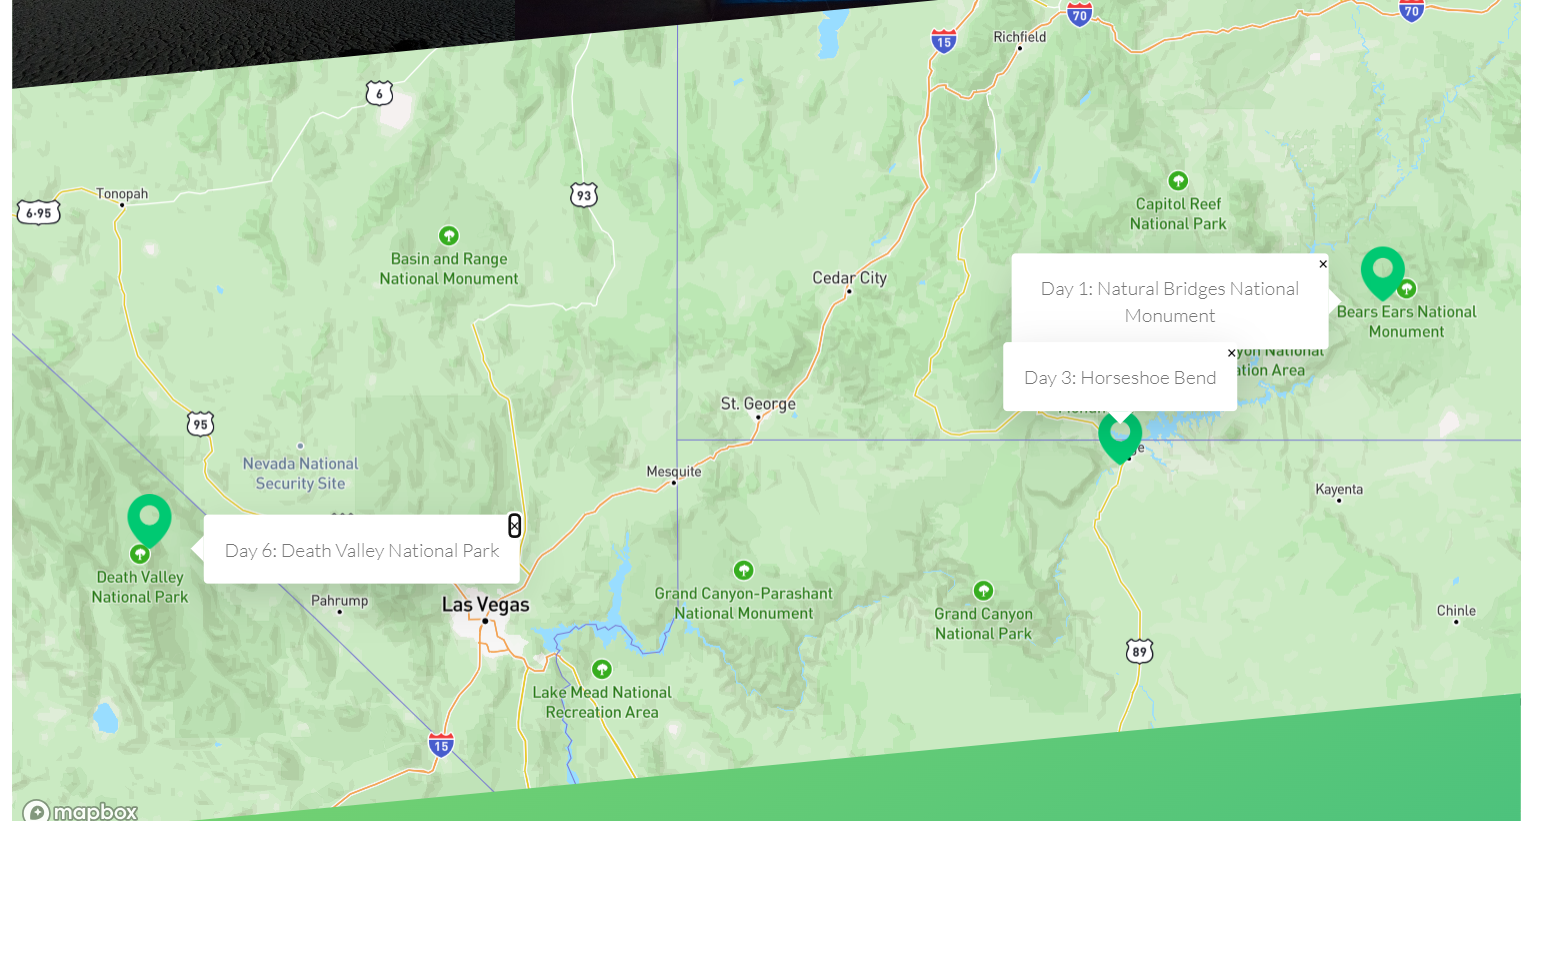 70
70
15
Richfield
6
Tonopah
93
6-95
Capitol Reef
National Park
Basin and Range
National Monument
Cedar City
×
Day 1: Natural Bridges National
Monument
Bears Ears National
Monument
National
Area
×
Day 3: Horseshoe Bend
St. George
95
Nevada National
Security Site
Mesquite
Kayenta
×
Day 6: Death Valley National Park
Death Valley
National Park
Pahrump
Las Vegas
Grand Canyon-Parashant
National Monument
Grand Canyon
National Park
Chinle
89
Lake Mead National
Recreation Area
15
mapbox